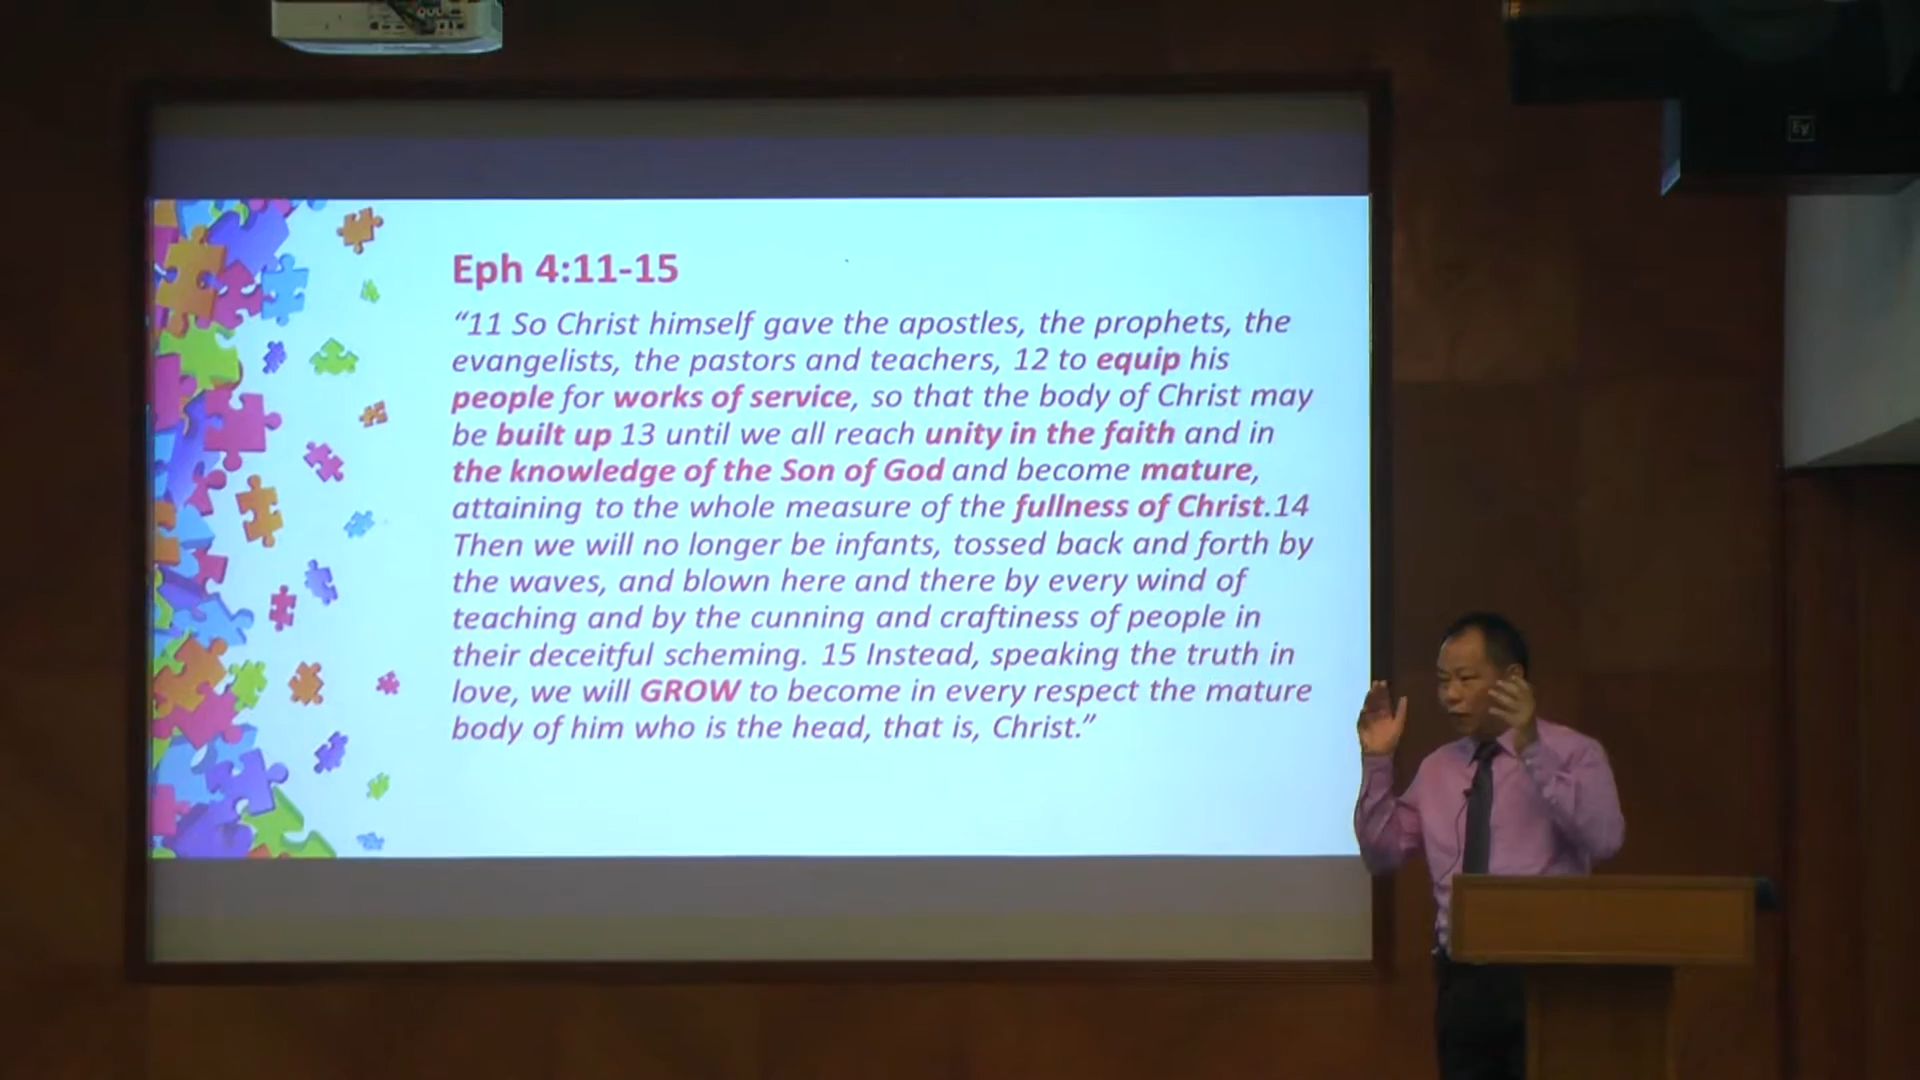 Eph 4:11-15
“11 So Christ himself gave the apostles, the prophets, the
evangelists, the pastors and teachers, 12 to equip his
people for works of service, so that the body of Christ may
be built up 13 until we all reach unity in the faith and in
the knowledge of the Son of God and become mature,
attaining to the whole measure of the fullness of Christ.14
Then we will no longer be infants, tossed back and forth by
the waves, and blown here and there by every wind of
teaching and by the cunning and craftiness of people in
their deceitful scheming. 15 Instead, speaking the truth in
love, we will GROW to become in every respect the mature
body of him who is the head, that is, Christ.”
EV